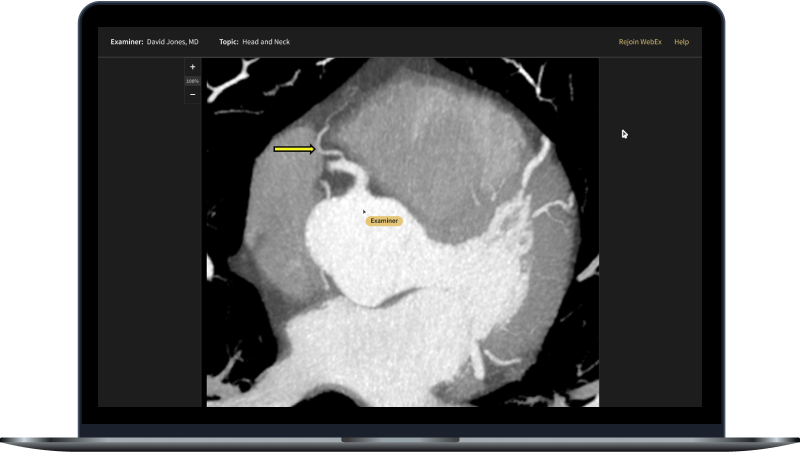 Examiner: David Jones, MD Topic: Head and Neck Rejoin WebEx Help
+
100%
−
Examiner